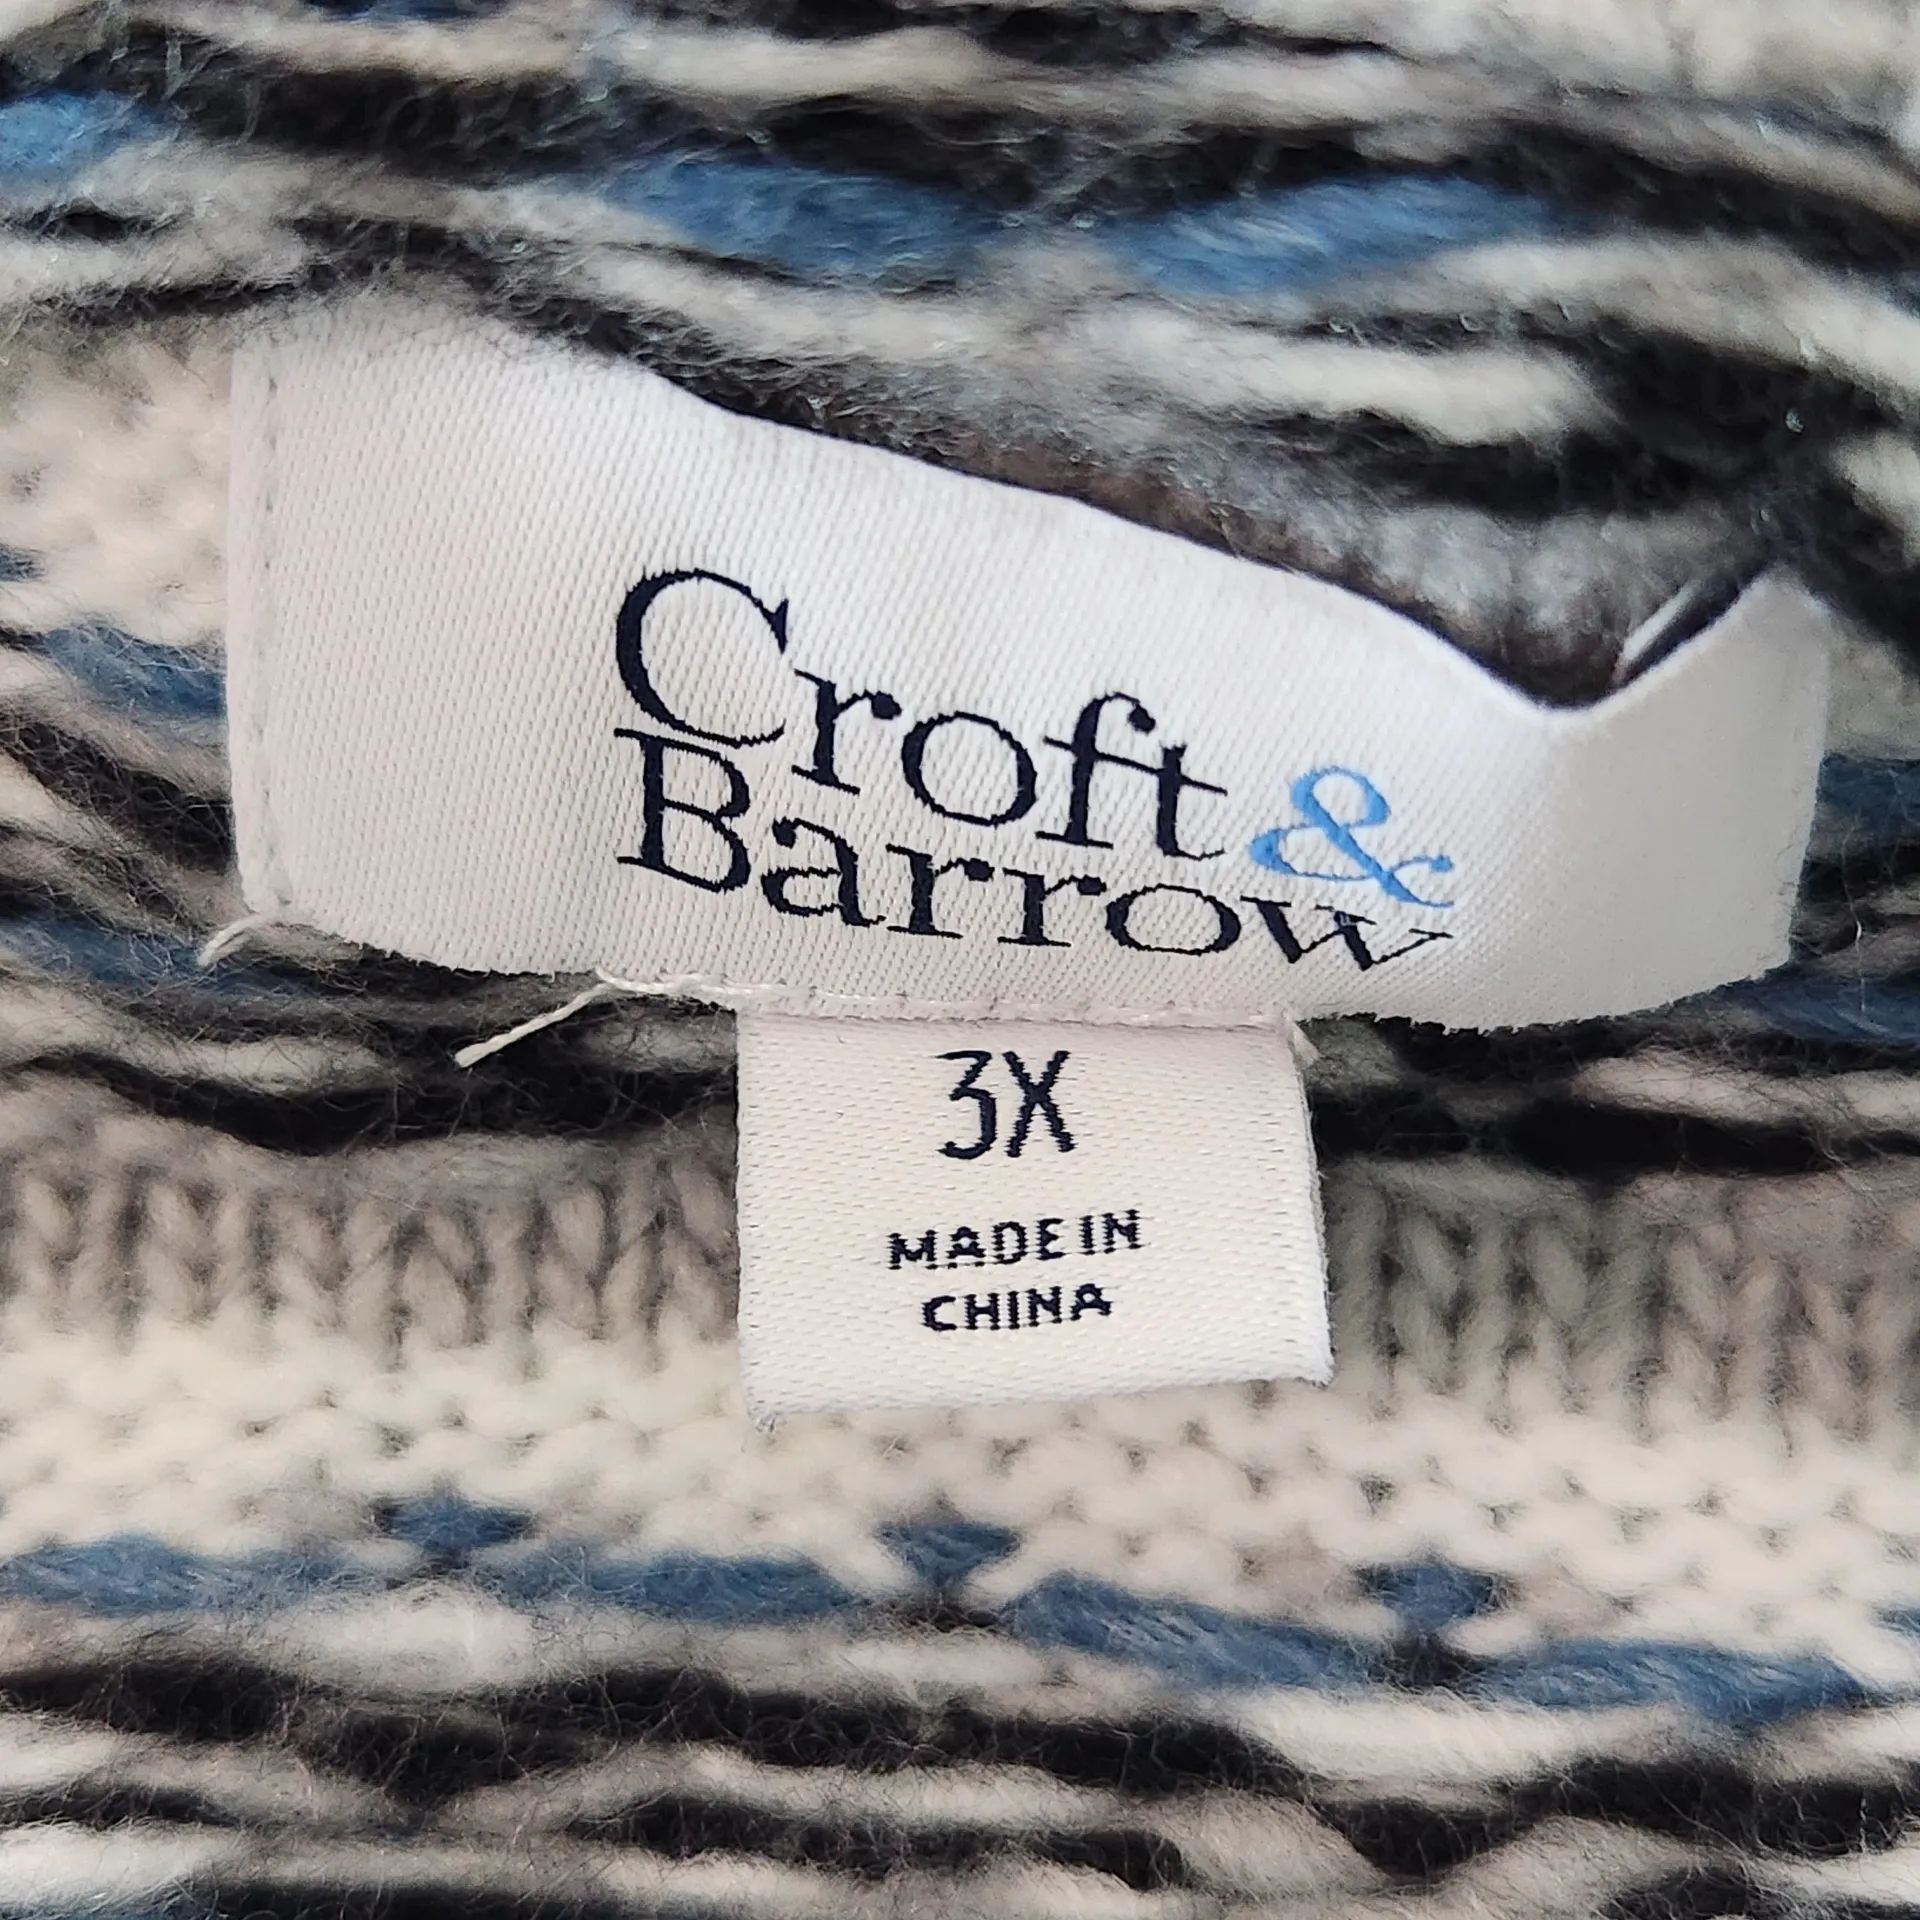 Croft &
Barrow
3X
MADE IN
CHINA